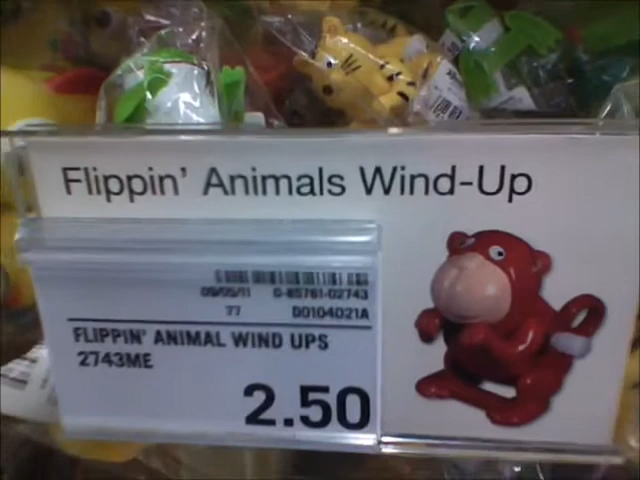 Flippin' Animals Wind-Up
09/05/11 0-85761-02743
77 D0104021A
FLIPPIN' ANIMAL WIND UPS
2743ME
2.50